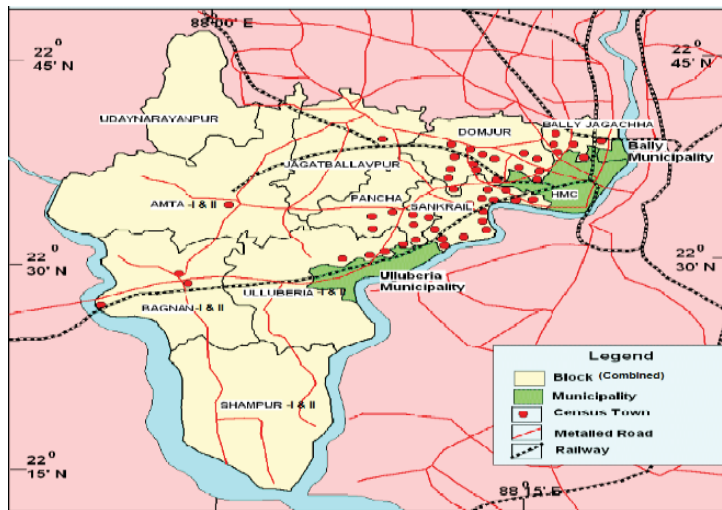 88° 00' E
22° 45' N
22° 45' N
UDAYNARAYANPUR
DOMJUR
BALLY JAGACHHA
Bally
Municipality
JAGATBALLAVPUR
AMTA -I & II
PANCHA
SANKRAIL
HMC
22° 30' N
22° 30' N
Ulluberia
Municipality
ULLUBERIA -I & II
BAGNAN -I & II
SHAMPUR -I & II
Legend
Block (Combined)
Municipality
Census Town
Metalled Road
Railway
22° 15' N
88° 15' E